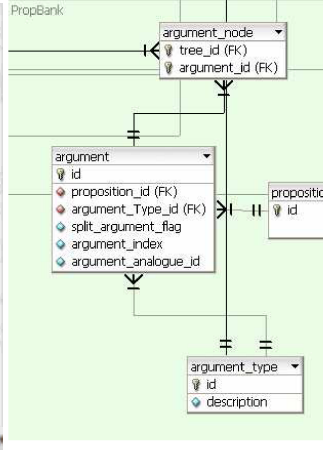 PropBank
argument_node
tree_id (FK)
argument_id (FK)
argument
id
proposition_id (FK)
argument_Type_id (FK)
split_argument_flag
argument_index
argument_analogue_id
propositio
id
argument_type
id
description